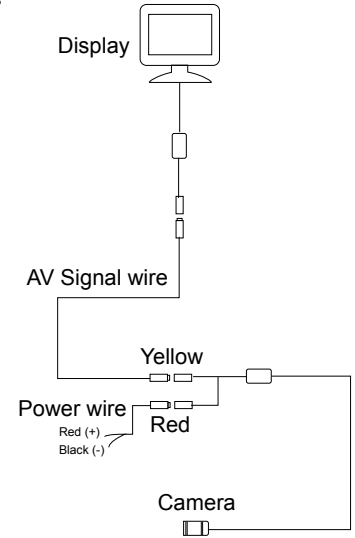 Display
AV Signal wire
Yellow
Power wire
Red
Red (+)
Black (-)
Camera